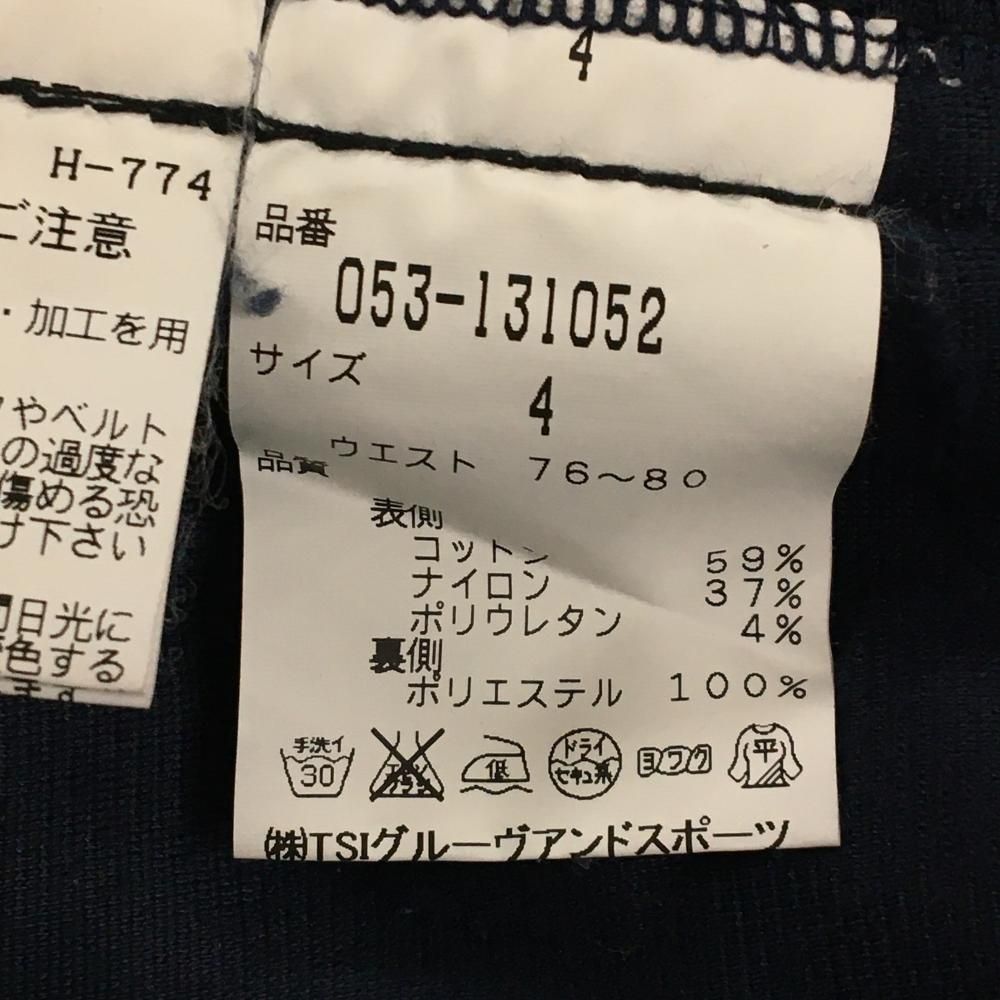 4
H-774
ご注意
・加工を用
やベルト
の過度な
傷める恐
け下さい
日光に
色する
品番
053-131052
サイズ
4
ウエスト 76～80
品質
表側
コットン 59%
ナイロン 37%
ポリウレタン 4%
裏側
ポリエステル 100%
手洗イ
30
低
ドライ
セキユ系
ヨワク
平
(株)TSIグルーヴアンドスポーツ